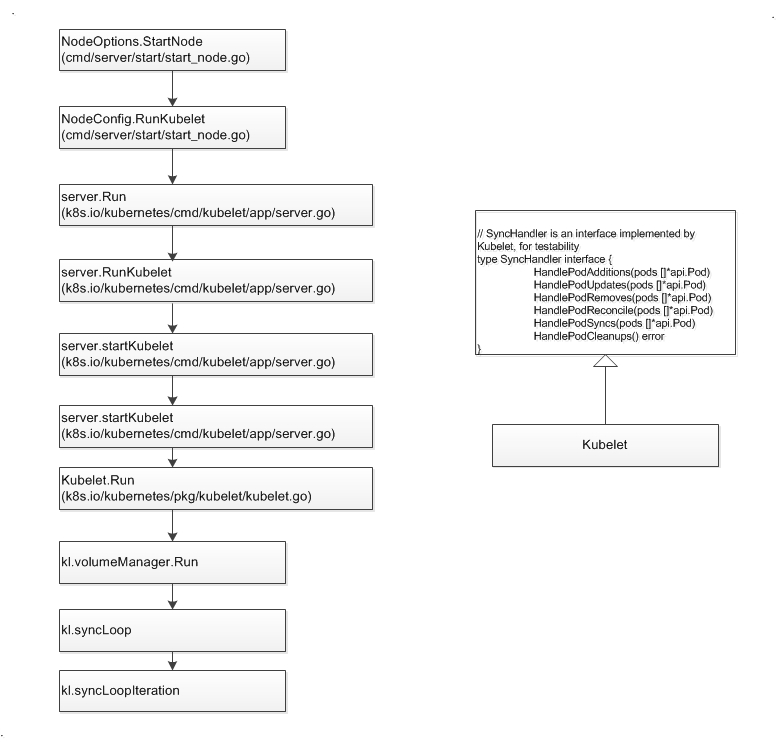 NodeOptions.StartNode
(cmd/server/start/start_node.go)
NodeConfig.RunKubelet
(cmd/server/start/start_node.go)
server.Run
(k8s.io/kubernetes/cmd/kubelet/app/server.go)
server.RunKubelet
(k8s.io/kubernetes/cmd/kubelet/app/server.go)
server.startKubelet
(k8s.io/kubernetes/cmd/kubelet/app/server.go)
server.startKubelet
(k8s.io/kubernetes/cmd/kubelet/app/server.go)
Kubelet.Run
(k8s.io/kubernetes/pkg/kubelet/kubelet.go)
kl.volumeManager.Run
kl.syncLoop
kl.syncLoopIteration
// SyncHandler is an interface implemented by
Kubelet, for testability
type SyncHandler interface {
HandlePodAdditions(pods []*api.Pod)
HandlePodUpdates(pods []*api.Pod)
HandlePodRemoves(pods []*api.Pod)
HandlePodReconcile(pods []*api.Pod)
HandlePodSyncs(pods []*api.Pod)
HandlePodCleanups() error
}
Kubelet